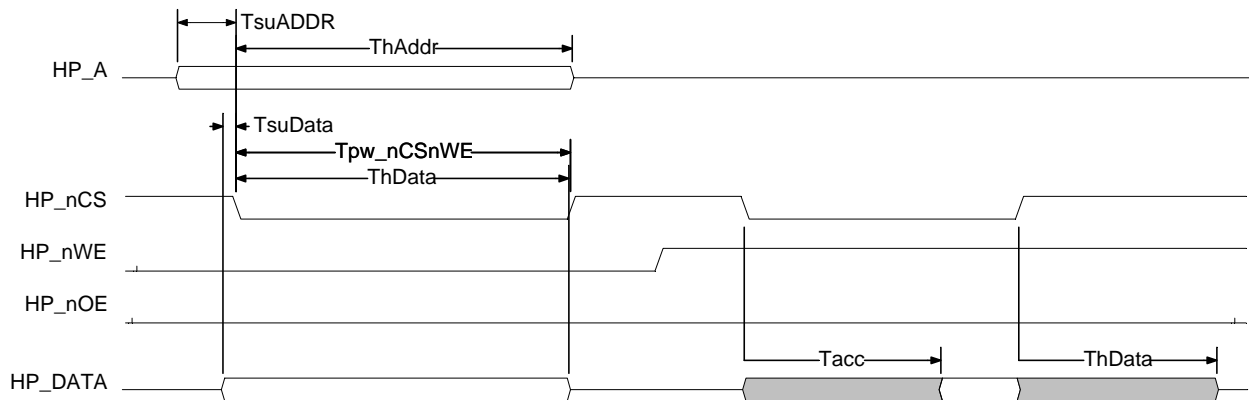 TsuADDR
ThAddr
HP_A
TsuData
Tpw_nCSnWE
ThData
HP_nCS
HP_nWE
HP_nOE
Tacc
ThData
HP_DATA